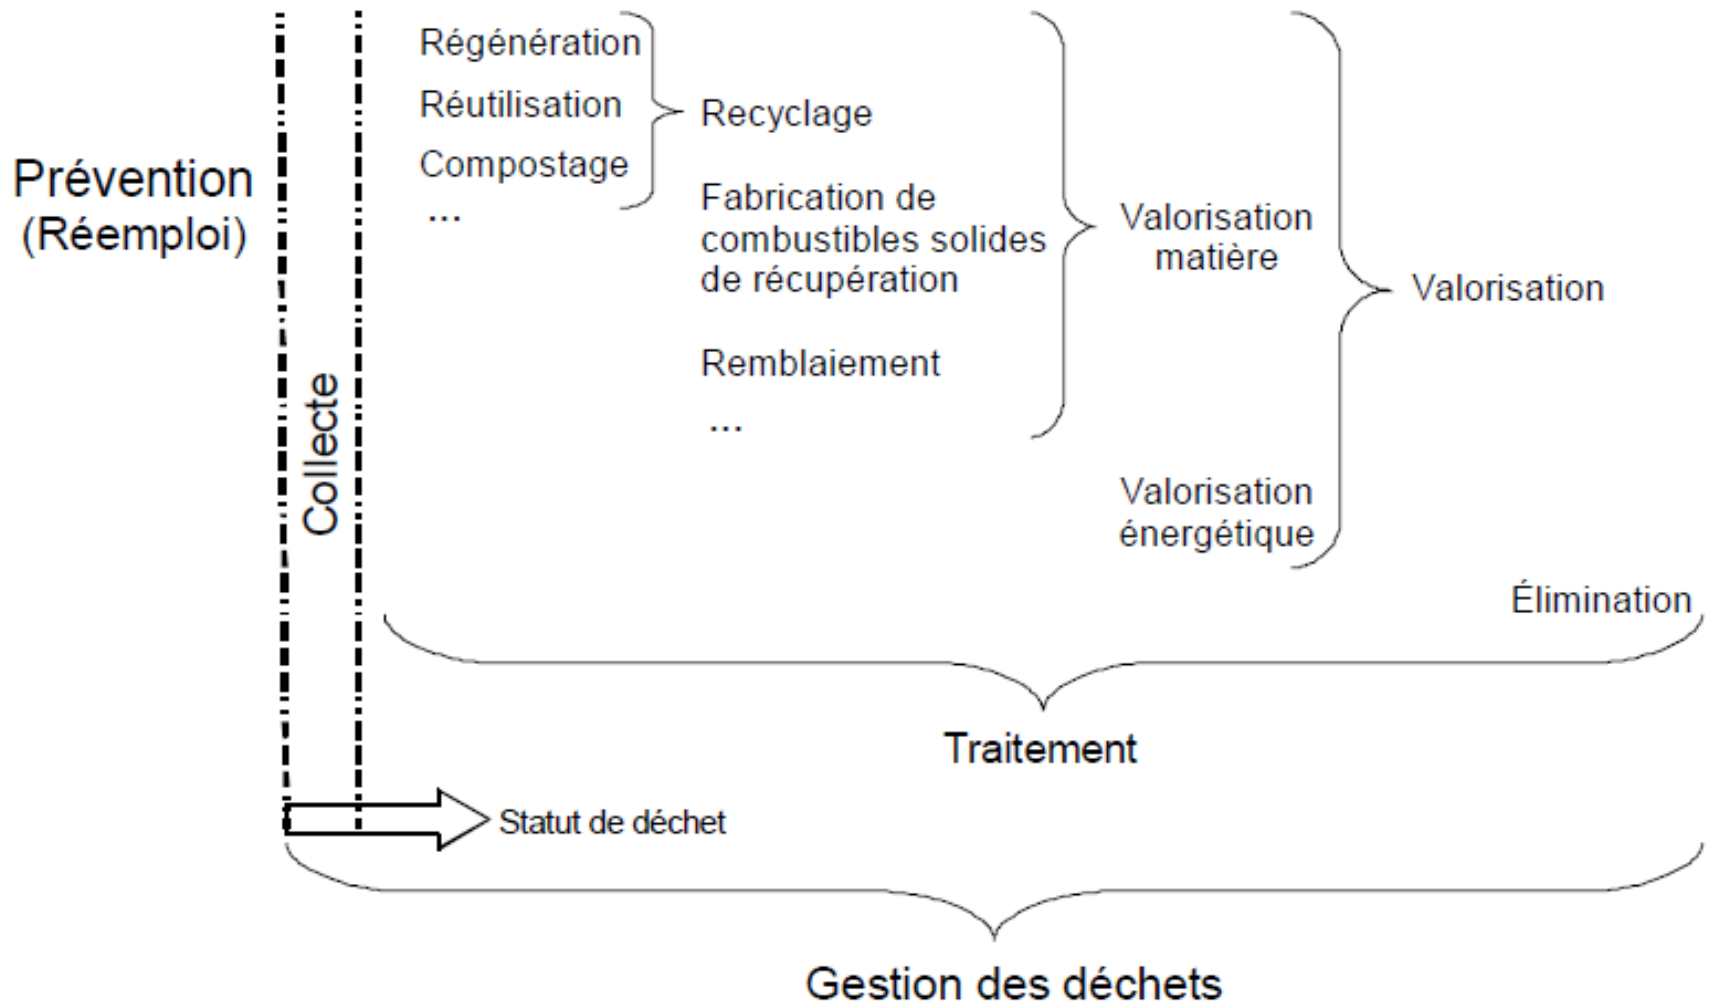 Prévention
(Réemploi)
Collecte
Régénération
Réutilisation
Compostage
...
Recyclage
Fabrication de
combustibles solides
de récupération
Remblaiement
...
Valorisation
matière
Valorisation
énergétique
Valorisation
Élimination
Traitement
Statut de déchet
Gestion des déchets